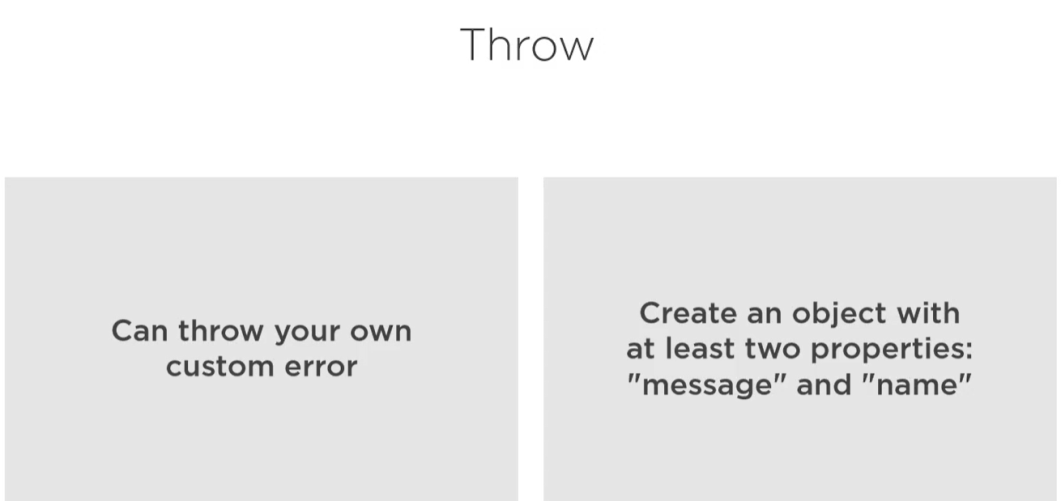 Throw
Can throw your own
custom error
Create an object with
at least two properties:
"message" and "name"